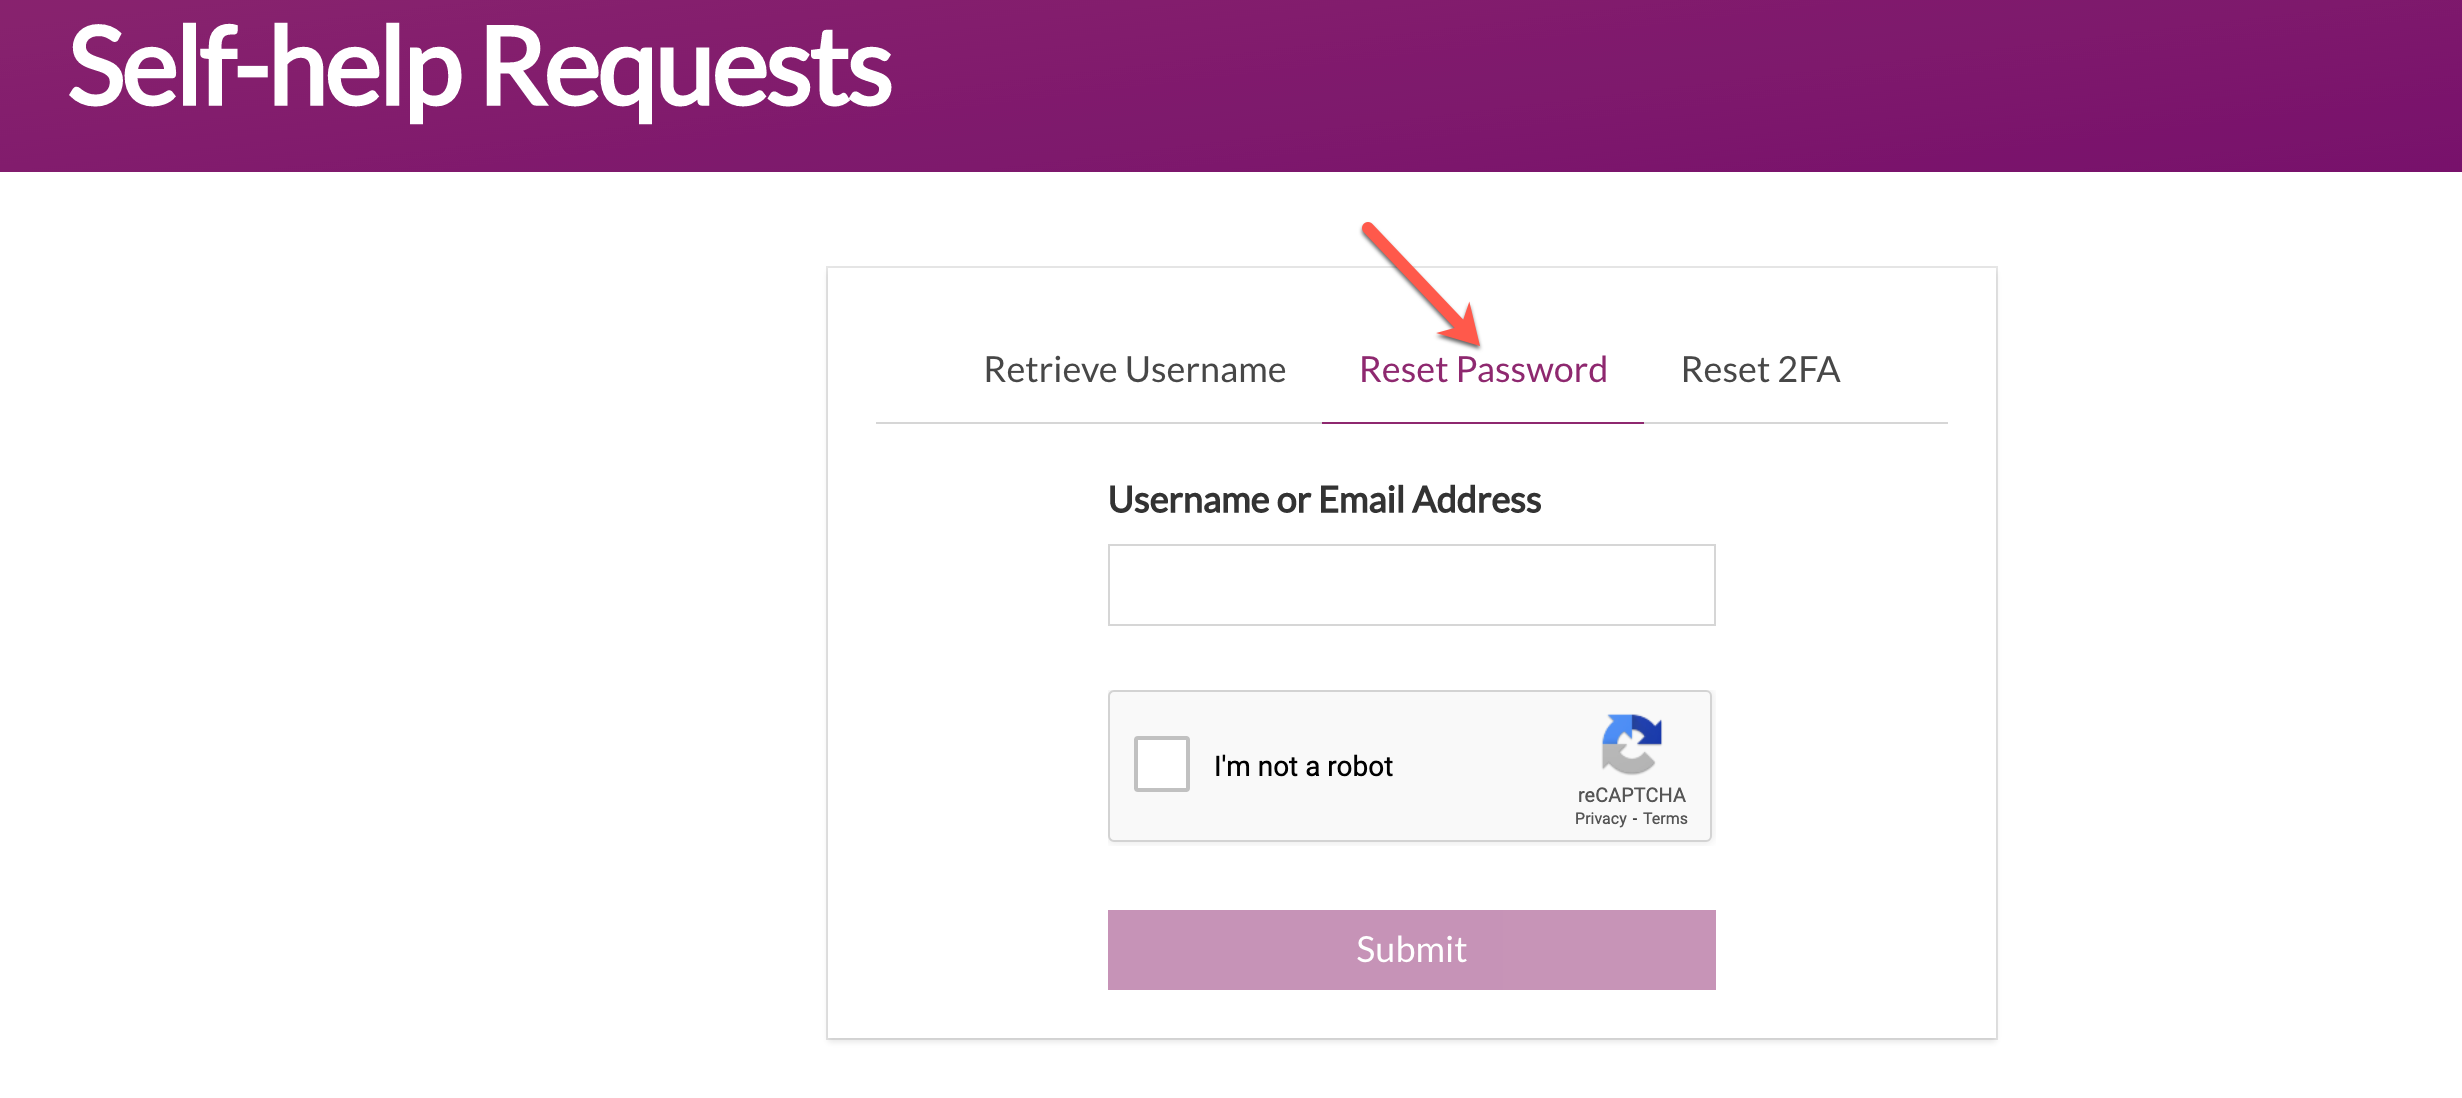 Self-help Requests
Retrieve Username Reset Password Reset 2FA
Username or Email Address
I'm not a robot
reCAPTCHA
Privacy - Terms
Submit